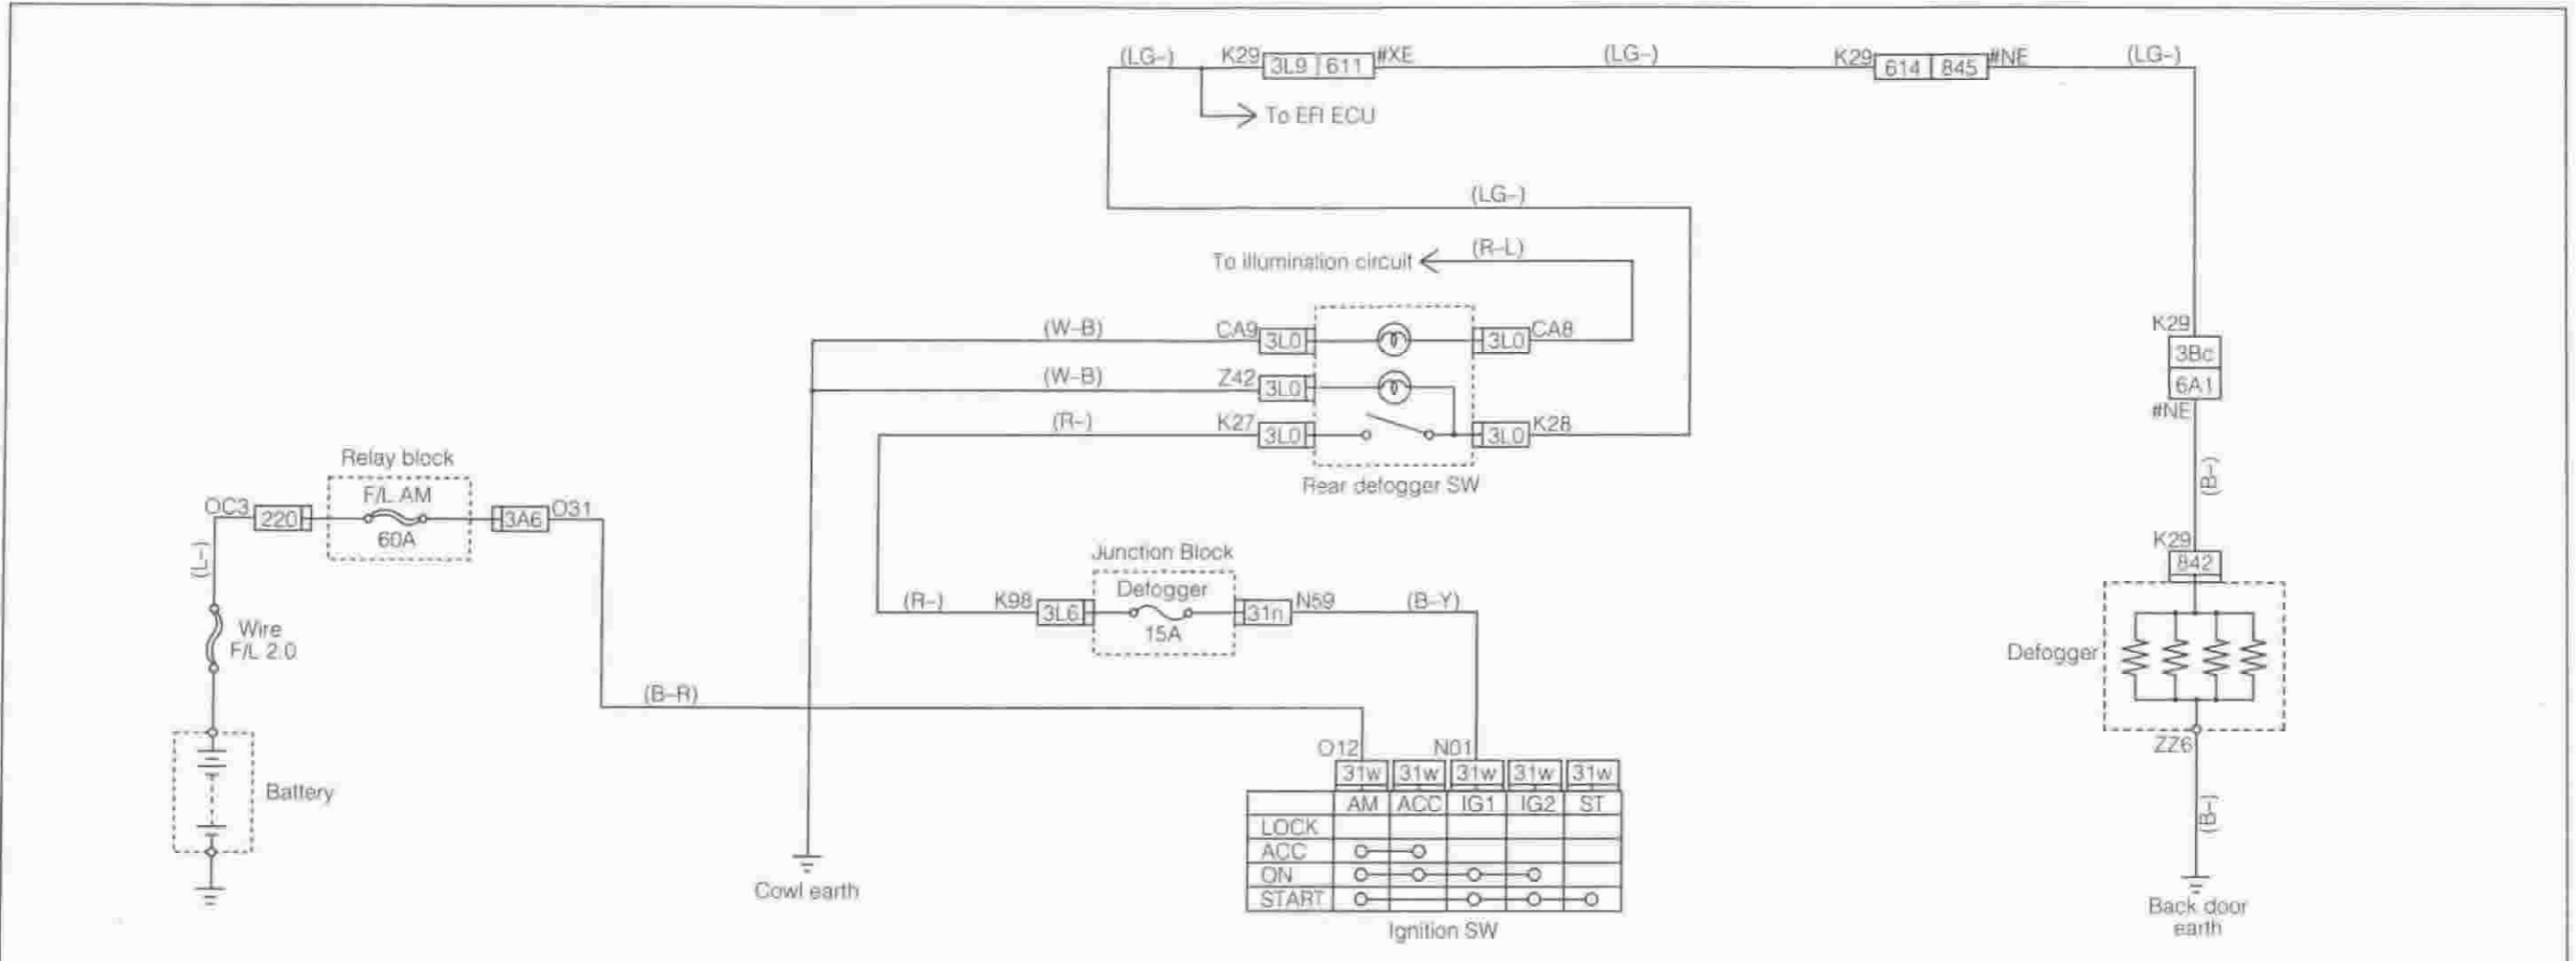 (LG–) K29 3L9 611 #XE (LG–) K29 614 845 #NE (LG–)
To EFI ECU
(LG–)
To illumination circuit (R–L)
(W–B) CA9 3L0 3L0 CA8
(W–B) Z42 3L0
(R–) K27 3L0 3L0 K28
Rear defogger SW
K29
3Bc
6A1
#NE
(B–)
K29
842
Defogger
ZZ6
(B–)
Back door
earth
Relay block
F/L AM
OC3 220 3A6 O31
60A
(L–)
Wire
F/L 2.0
Battery
(B–R)
Junction Block
Defogger
(R–) K98 3L6 31n N59 (B–Y)
15A
Cowl earth
O12 N01
31w 31w 31w 31w 31w
AM ACC IG1 IG2 ST
LOCK
ACC
ON
START
Ignition SW